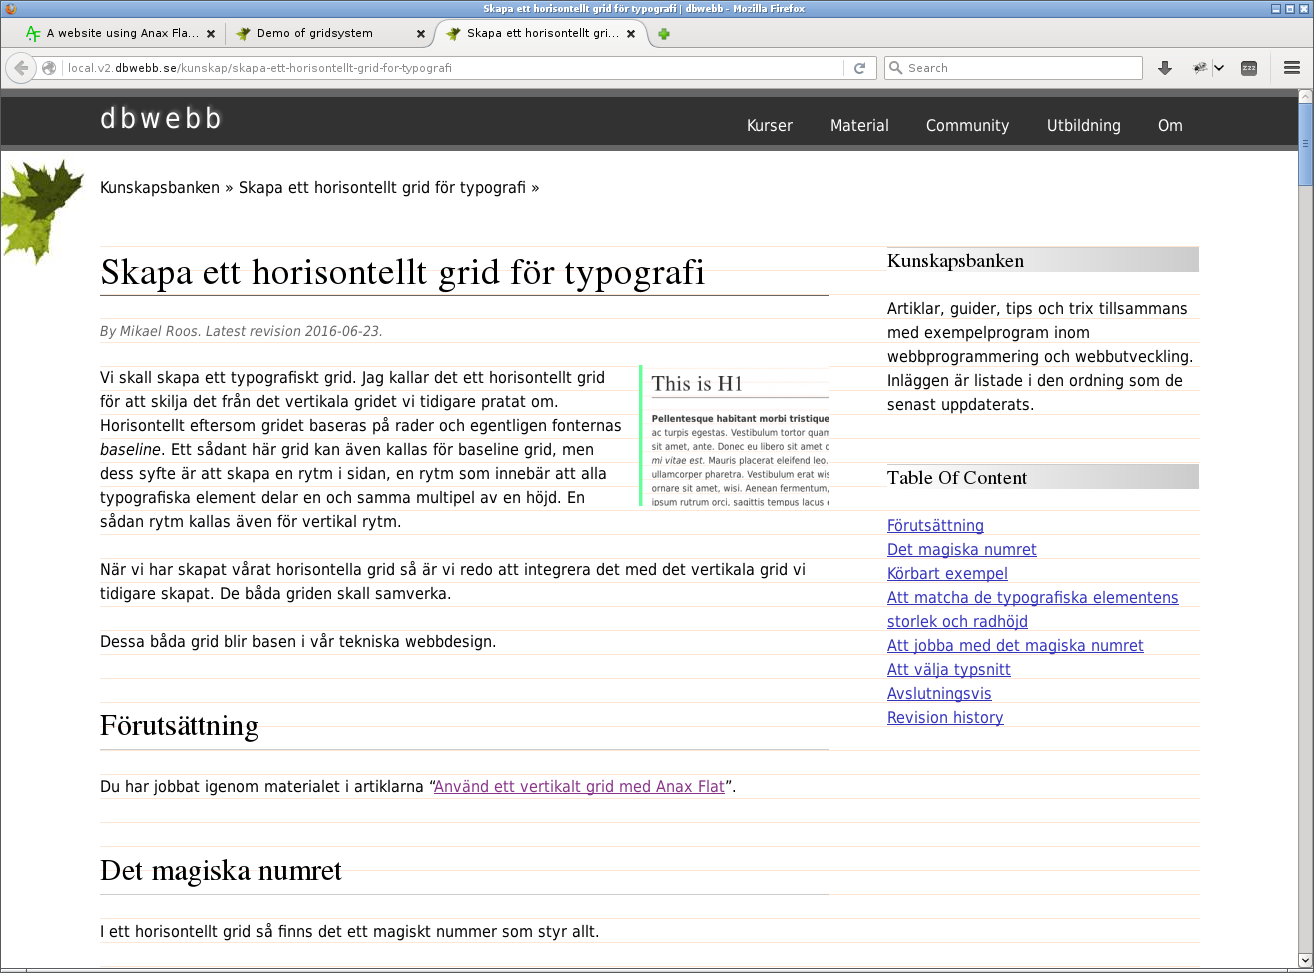 Skapa ett horisontellt grid för typografi | dbwebb - Mozilla Firefox
A website using Anax Fla...
Demo of gridsystem
Skapa ett horisontellt gri...
local.v2.dbwebb.se/kunskap/skapa-ett-horisontellt-grid-for-typografi
Search
zzz
dbwebb
Kurser
Material
Community
Utbildning
Om
Kunskapsbanken » Skapa ett horisontellt grid för typografi »
Skapa ett horisontellt grid för typografi
By Mikael Roos. Latest revision 2016-06-23.
Vi skall skapa ett typografiskt grid. Jag kallar det ett horisontellt grid
för att skilja det från det vertikala gridet vi tidigare pratat om.
Horisontellt eftersom gridet baseras på rader och egentligen fonternas
baseline. Ett sådant här grid kan även kallas för baseline grid, men
dess syfte är att skapa en rytm i sidan, en rytm som innebär att alla
typografiska element delar en och samma multipel av en höjd. En
sådan rytm kallas även för vertikal rytm.
This is H1
Pellentesque habitant morbi tristique
ac turpis egestas. Vestibulum tortor quam
sit amet, ante. Donec eu libero sit amet
mi vitae est. Mauris placerat eleifend leo.
ullamcorper pharetra. Vestibulum erat wis
ornare sit amet, wisi. Aenean fermentum,
ipsum rutrum orci, sagittis tempus lacus
När vi har skapat vårat horisontella grid så är vi redo att integrera det med det vertikala grid vi
tidigare skapat. De båda griden skall samverka.
Dessa båda grid blir basen i vår tekniska webbdesign.
Förutsättning
Du har jobbat igenom materialet i artiklarna “Använd ett vertikalt grid med Anax Flat”.
Det magiska numret
I ett horisontellt grid så finns det ett magiskt nummer som styr allt.
Kunskapsbanken
Artiklar, guider, tips och trix tillsammans
med exempelprogram inom
webbprogrammering och webbutveckling.
Inläggen är listade i den ordning som de
senast uppdaterats.
Table Of Content
Förutsättning
Det magiska numret
Körbart exempel
Att matcha de typografiska elementens
storlek och radhöjd
Att jobba med det magiska numret
Att välja typsnitt
Avslutningsvis
Revision history